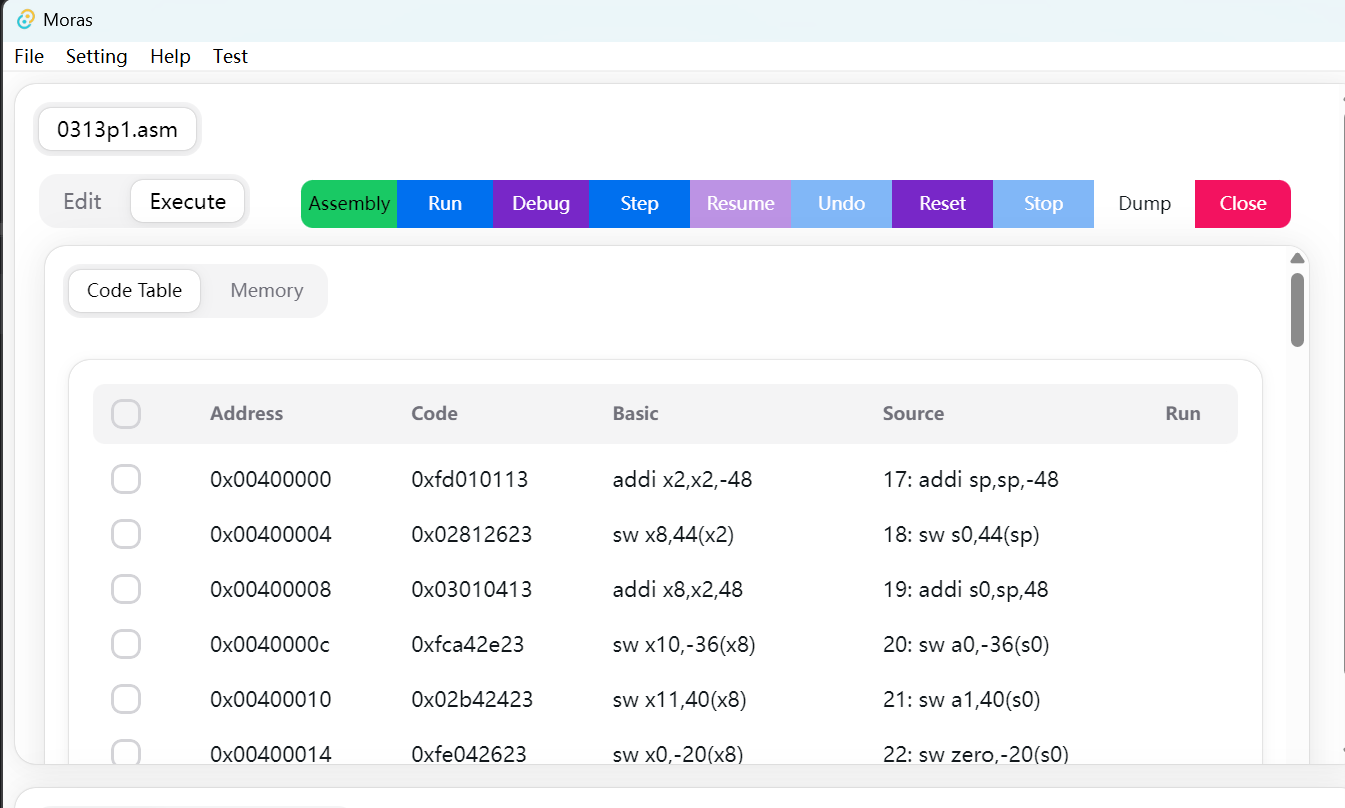 Moras
File Setting Help Test
0313p1.asm
Edit Execute Assembly Run Debug Step Resume Undo Reset Stop Dump Close
Code Table Memory
Address Code Basic Source Run
0x00400000 0xfd010113 addi x2,x2,-48 17: addi sp,sp,-48
0x00400004 0x02812623 sw x8,44(x2) 18: sw s0,44(sp)
0x00400008 0x03010413 addi x8,x2,48 19: addi s0,sp,48
0x0040000c 0xfca42e23 sw x10,-36(x8) 20: sw a0,-36(s0)
0x00400010 0x02b42423 sw x11,40(x8) 21: sw a1,40(s0)
0x00400014 0xfe042623 sw x0,-20(x8) 22: sw zero,-20(s0)